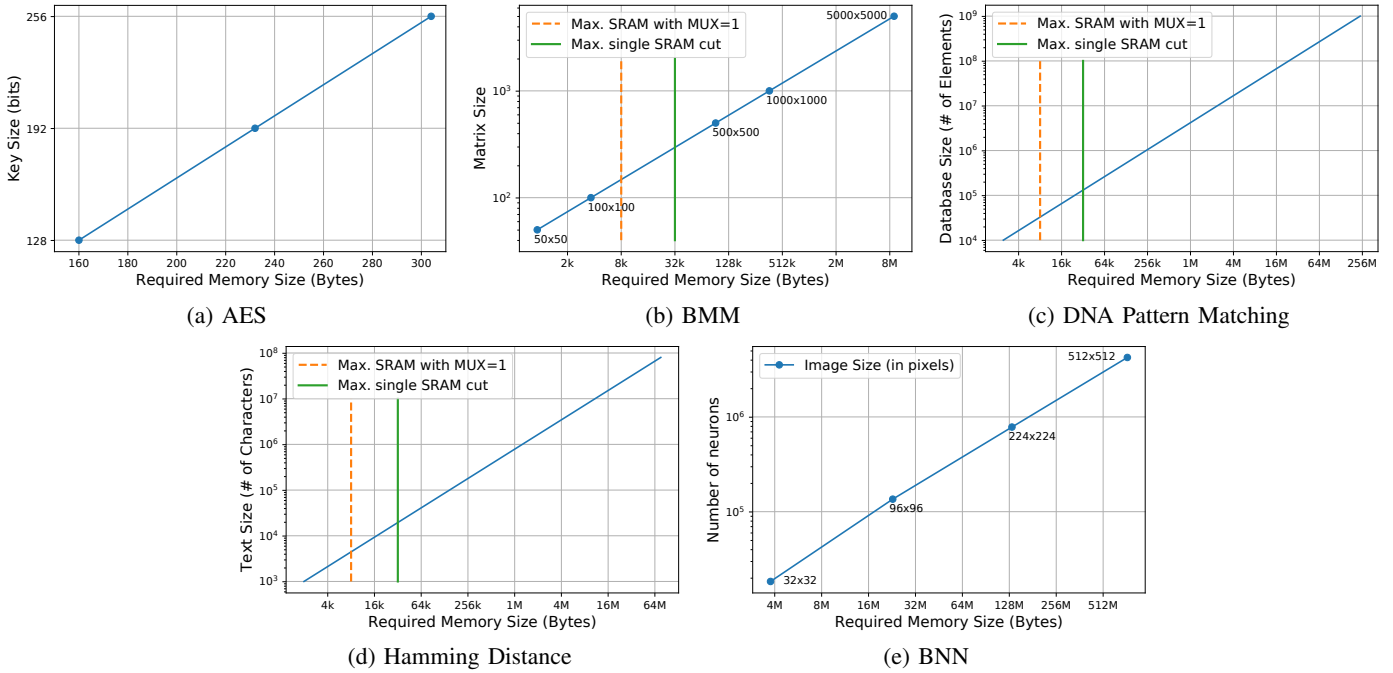 256
192
128
Key Size (bits)
160 180 200 220 240 260 280 300
Required Memory Size (Bytes)
(a) AES
Max. SRAM with MUX=1
Max. single SRAM cut
5000x5000
1000x1000
500x500
100x100
50x50
10³
10²
Matrix Size
2k 8k 32k 128k 512k 2M 8M
Required Memory Size (Bytes)
(b) BMM
Max. SRAM with MUX=1
Max. single SRAM cut
10⁹
10⁸
10⁷
10⁶
10⁵
10⁴
Database Size (# of Elements)
4k 16k 64k 256k 1M 4M 16M 64M 256M
Required Memory Size (Bytes)
(c) DNA Pattern Matching
Max. SRAM with MUX=1
Max. single SRAM cut
10⁸
10⁷
10⁶
10⁵
10⁴
10³
Text Size (# of Characters)
4k 16k 64k 256k 1M 4M 16M 64M
Required Memory Size (Bytes)
(d) Hamming Distance
Image Size (in pixels)
512x512
224x224
96x96
32x32
10⁶
10⁵
Number of neurons
4M 8M 16M 32M 64M 128M 256M 512M
Required Memory Size (Bytes)
(e) BNN